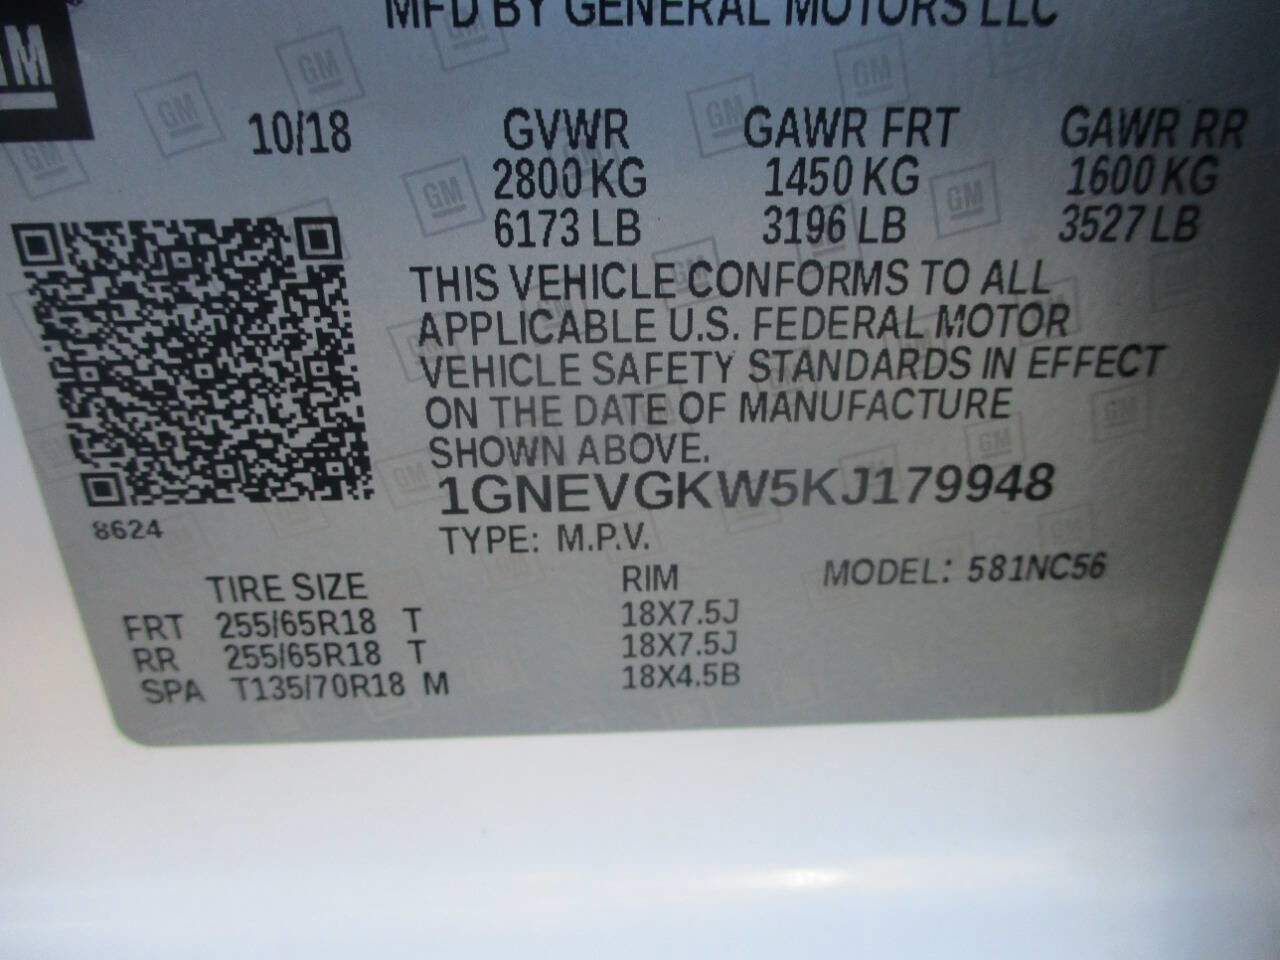 MFD BY GENERAL MOTORS LLC
GM
10/18 GVWR GAWR FRT GAWR RR
2800 KG 1450 KG 1600 KG
6173 LB 3196 LB 3527 LB
THIS VEHICLE CONFORMS TO ALL
APPLICABLE U.S. FEDERAL MOTOR
VEHICLE SAFETY STANDARDS IN EFFECT
ON THE DATE OF MANUFACTURE
SHOWN ABOVE.
1GNEVGKW5KJ179948
8624
TYPE: M.P.V.
TIRE SIZE RIM MODEL: 581NC56
FRT 255/65R18 T 18X7.5J
RR 255/65R18 T 18X7.5J
SPA T135/70R18 M 18X4.5B